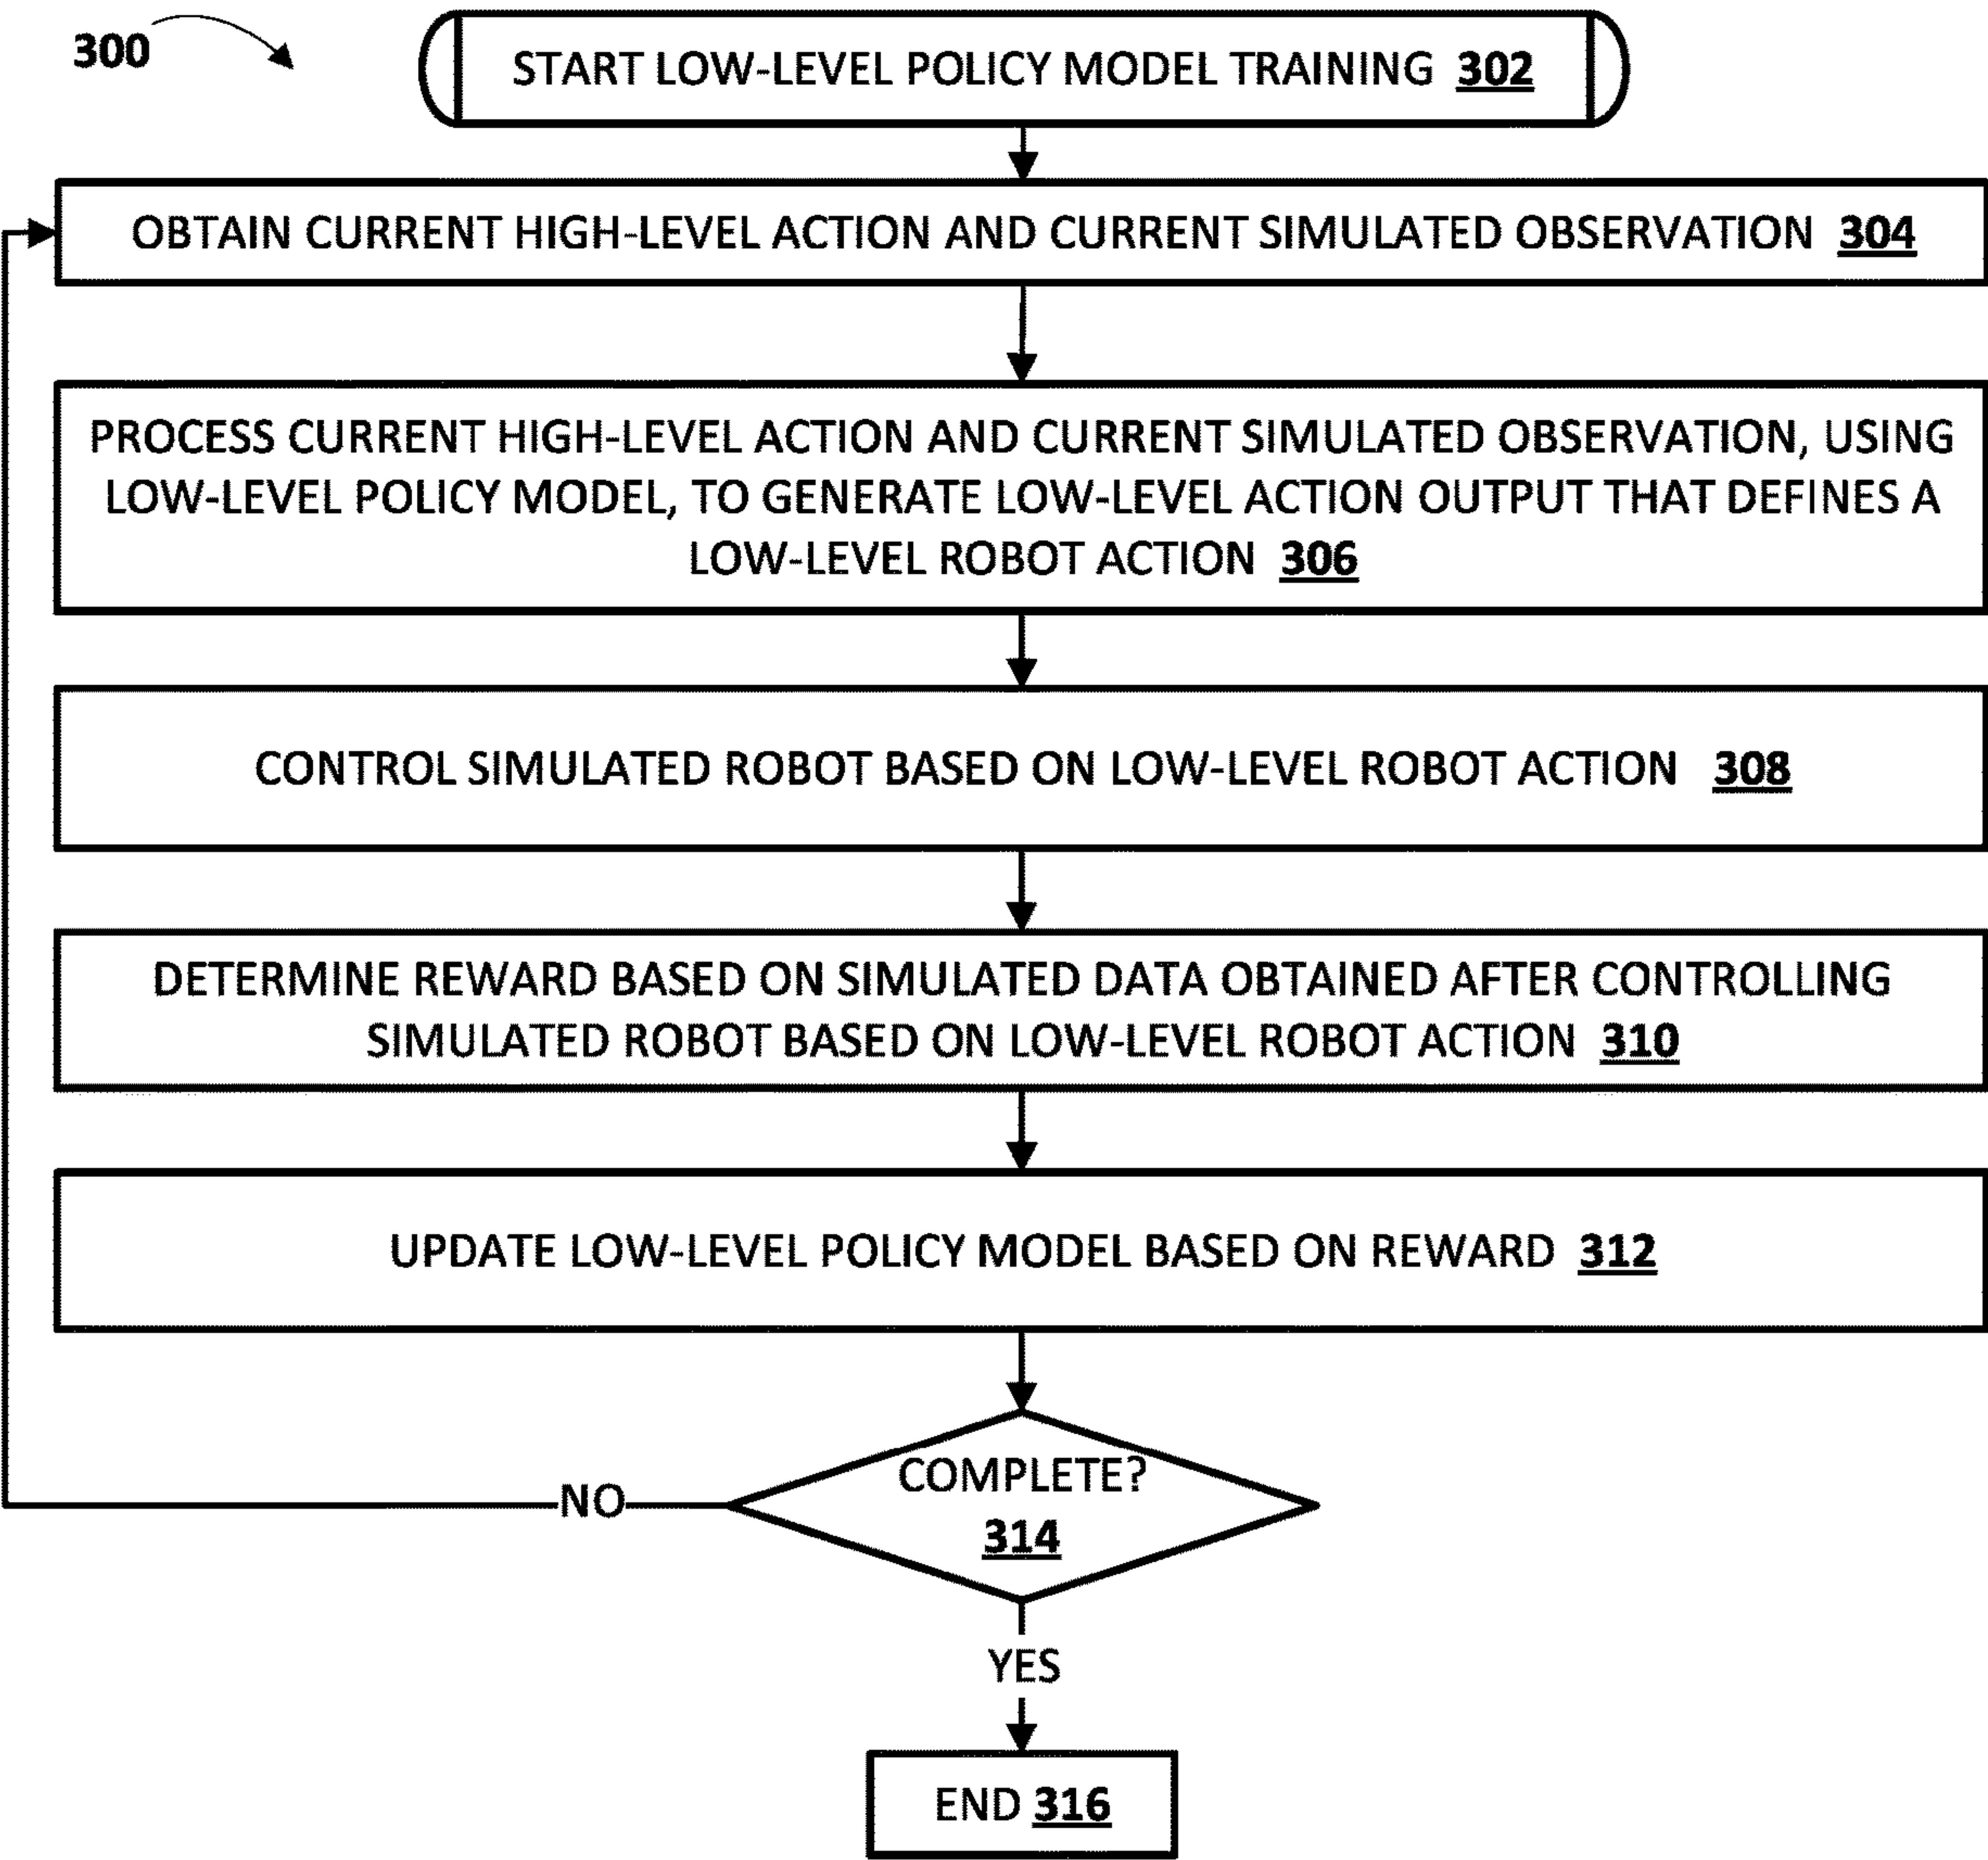 300
START LOW-LEVEL POLICY MODEL TRAINING 302
OBTAIN CURRENT HIGH-LEVEL ACTION AND CURRENT SIMULATED OBSERVATION 304
PROCESS CURRENT HIGH-LEVEL ACTION AND CURRENT SIMULATED OBSERVATION, USING
LOW-LEVEL POLICY MODEL, TO GENERATE LOW-LEVEL ACTION OUTPUT THAT DEFINES A
LOW-LEVEL ROBOT ACTION 306
CONTROL SIMULATED ROBOT BASED ON LOW-LEVEL ROBOT ACTION 308
DETERMINE REWARD BASED ON SIMULATED DATA OBTAINED AFTER CONTROLLING
SIMULATED ROBOT BASED ON LOW-LEVEL ROBOT ACTION 310
UPDATE LOW-LEVEL POLICY MODEL BASED ON REWARD 312
COMPLETE?
314
NO
YES
END 316